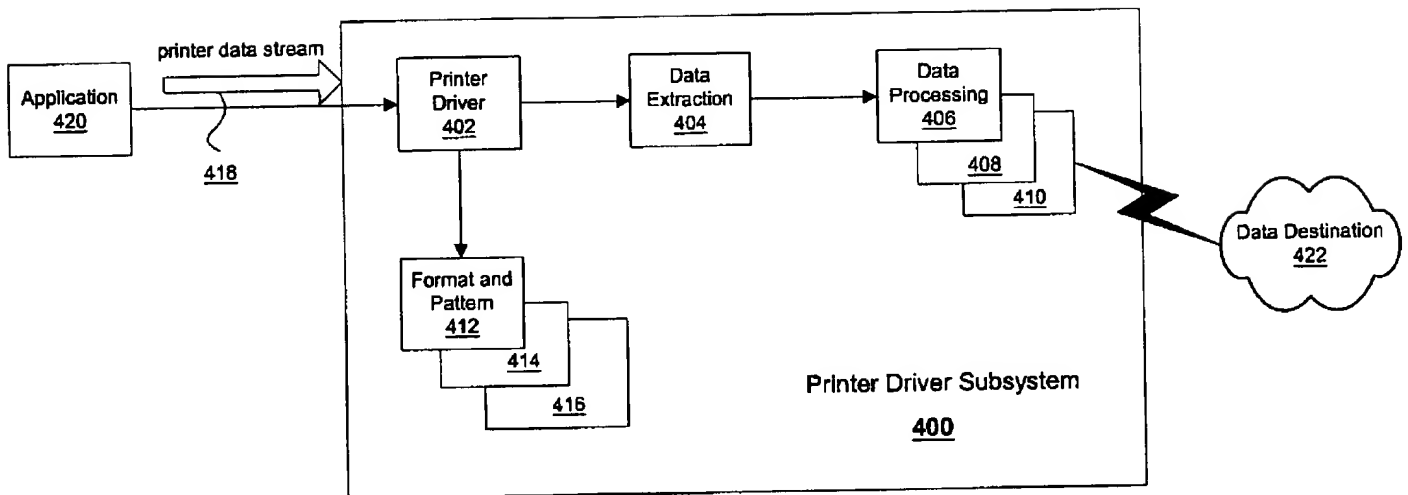 printer data stream
Application
420
418
Printer
Driver
402
Data
Extraction
404
Data
Processing
406
408
410
Format and
Pattern
412
414
416
Data Destination
422
Printer Driver Subsystem
400